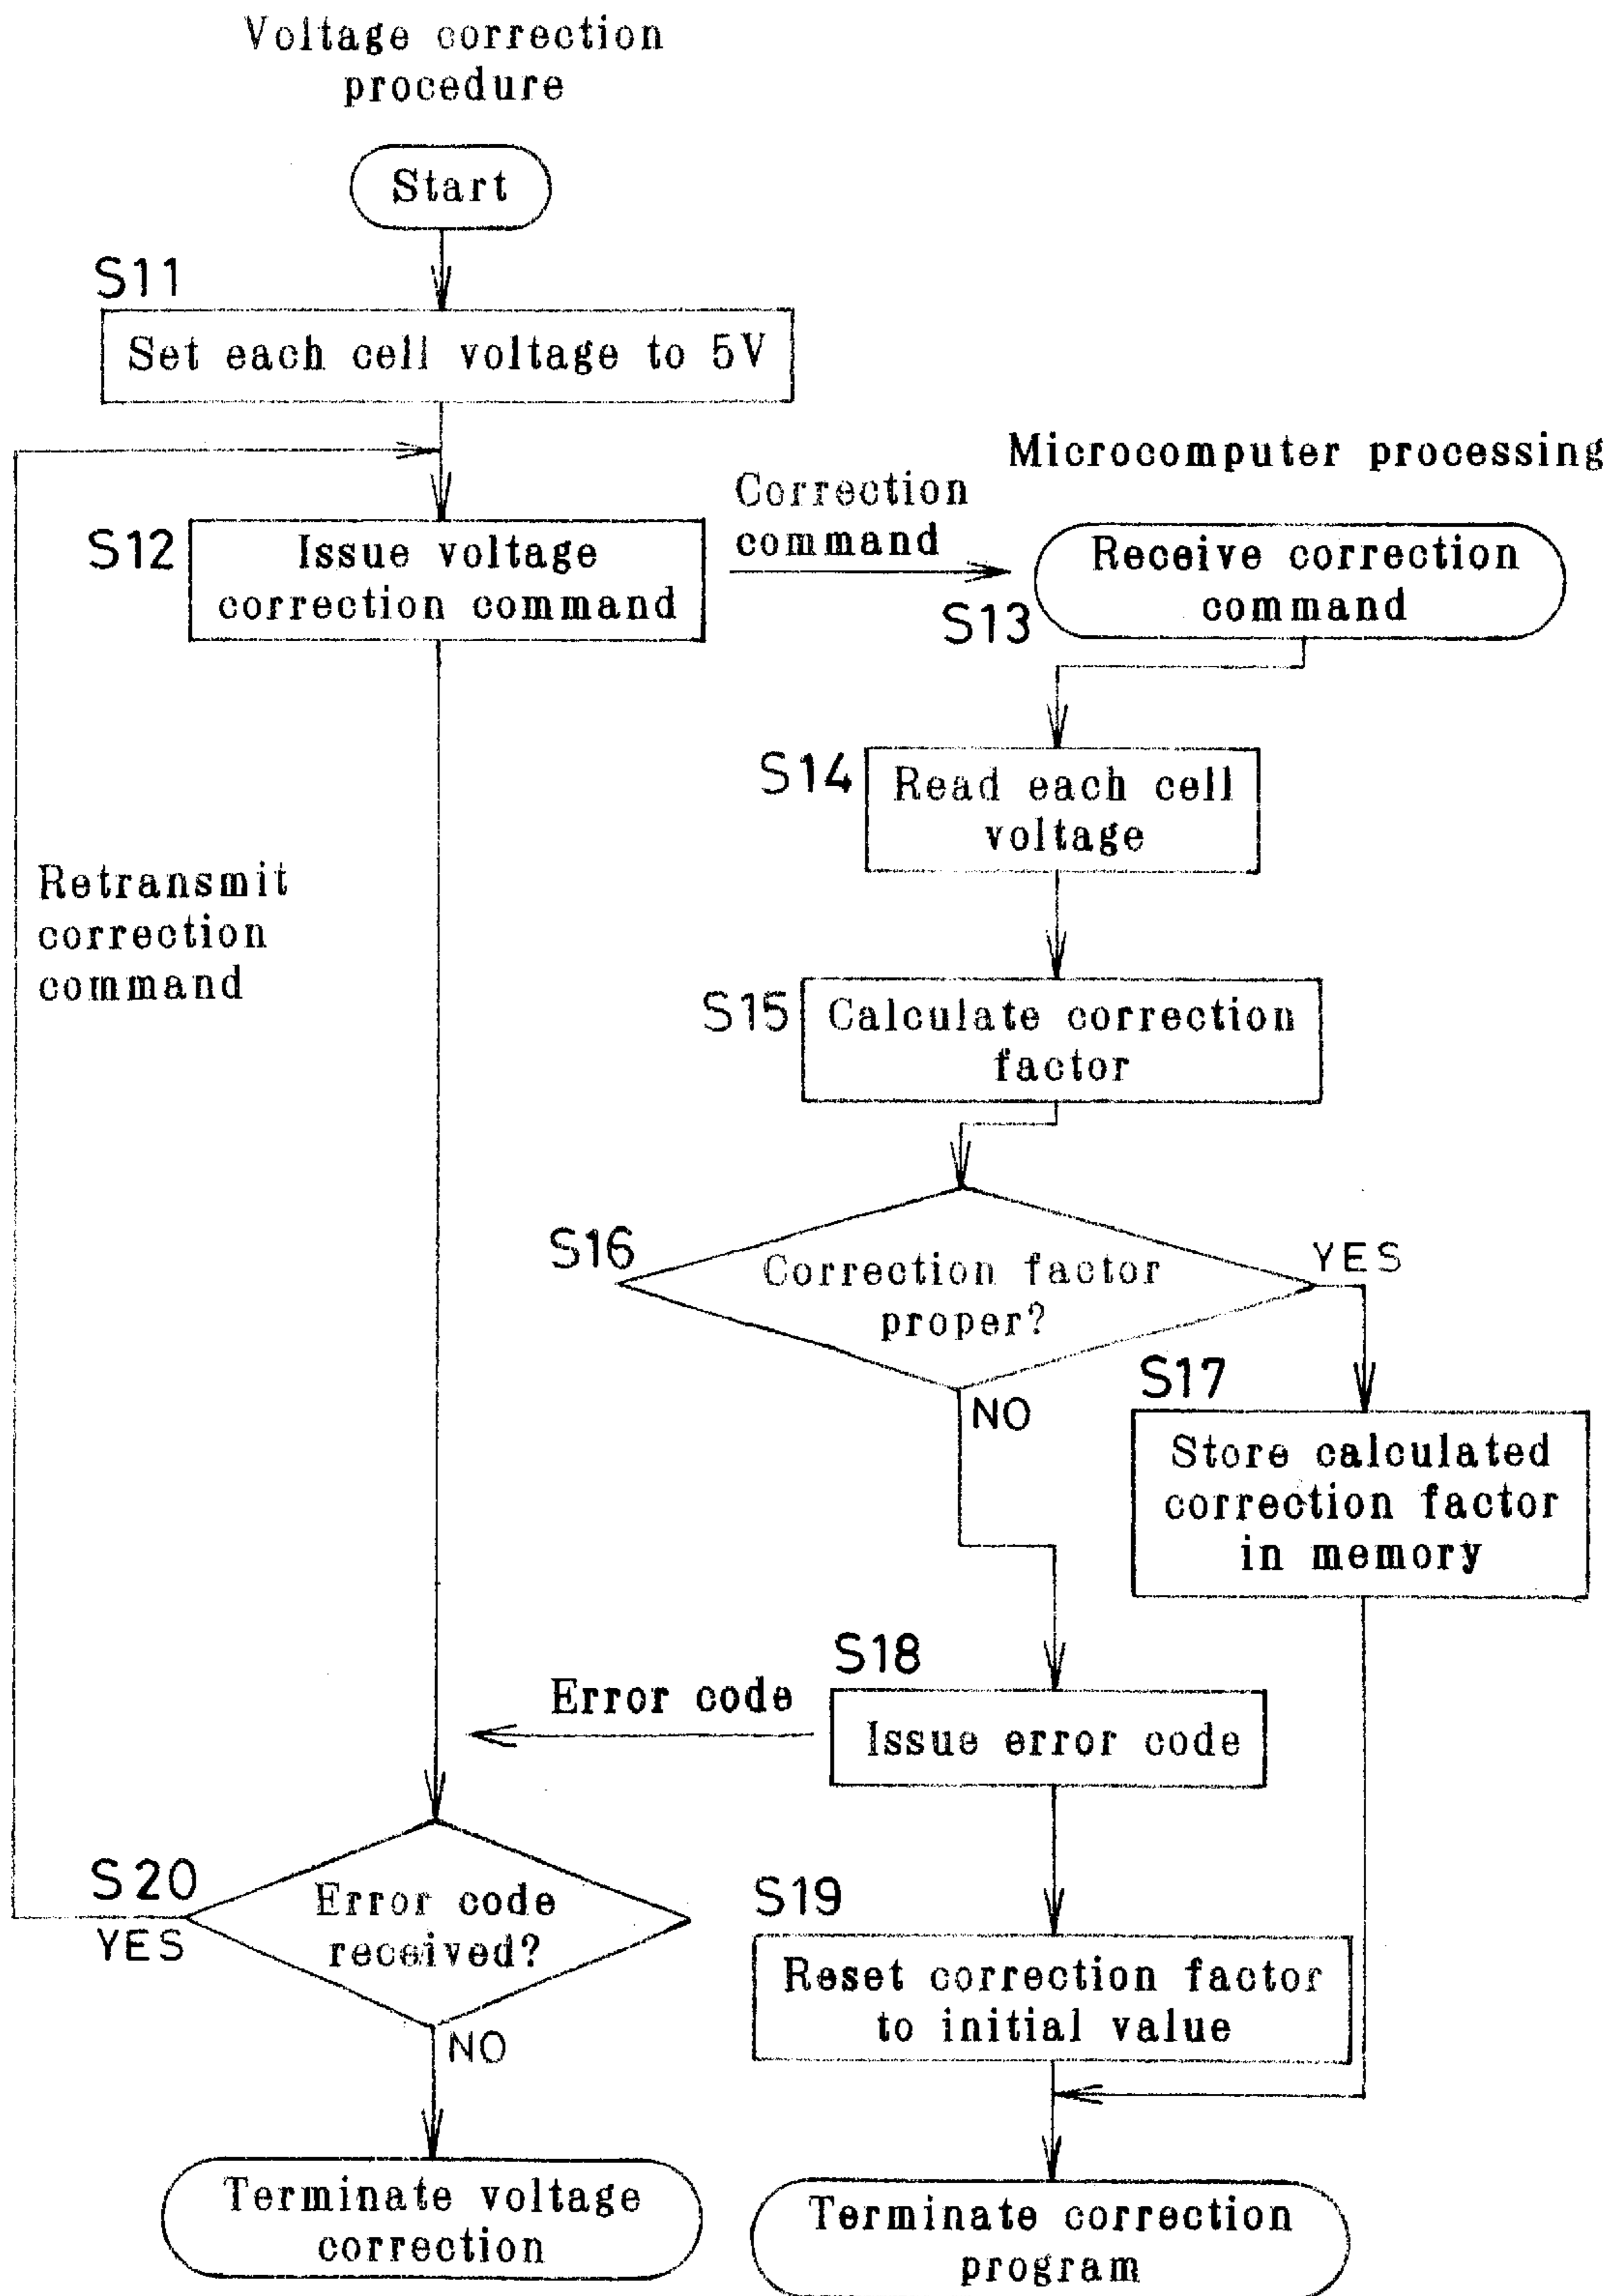 Voltage correction
procedure
Start
S11
Set each cell voltage to 5V
Microcomputer processing
Correction
command
S12
Issue voltage
correction command
Receive correction
command
S13
S14
Read each cell
voltage
Retransmit
correction
command
S15
Calculate correction
factor
S16
Correction factor
proper?
YES
NO
S17
Store calculated
correction factor
in memory
S18
Error code
Issue error code
S20
Error code
received?
YES
NO
S19
Reset correction factor
to initial value
Terminate voltage
correction
Terminate correction
program